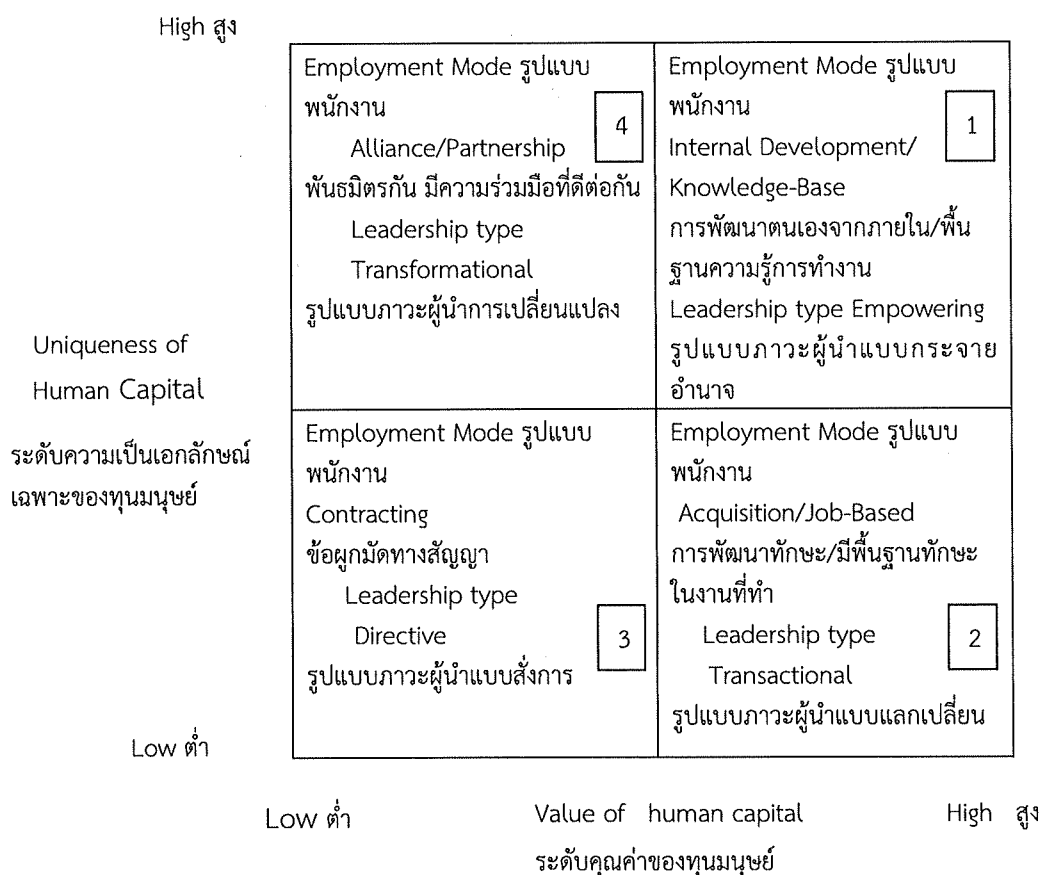 High สูง
Employment Mode รูปแบบ
พนักงาน
4
Alliance/Partnership
พันธมิตรกัน มีความร่วมมือที่ดีต่อกัน
Leadership type
Transformational
รูปแบบภาวะผู้นำการเปลี่ยนแปลง
Employment Mode รูปแบบ
พนักงาน
1
Internal Development/
Knowledge-Base
การพัฒนาตนเองจากภายใน/พื้น
ฐานความรู้การทำงาน
Leadership type Empowering
รูปแบบภาวะผู้นำแบบกระจาย
อำนาจ
Uniqueness of
Human Capital
ระดับความเป็นเอกลักษณ์
เฉพาะของทุนมนุษย์
Employment Mode รูปแบบ
พนักงาน
Contracting
ข้อผูกมัดทางสัญญา
Leadership type
Directive
3
รูปแบบภาวะผู้นำแบบสั่งการ
Employment Mode รูปแบบ
พนักงาน
Acquisition/Job-Based
การพัฒนาทักษะ/มีพื้นฐานทักษะ
ในงานที่ทำ
Leadership type
2
Transactional
รูปแบบภาวะผู้นำแบบแลกเปลี่ยน
Low ต่ำ
Low ต่ำ Value of human capital High สูง
ระดับคุณค่าของทุนมนุษย์